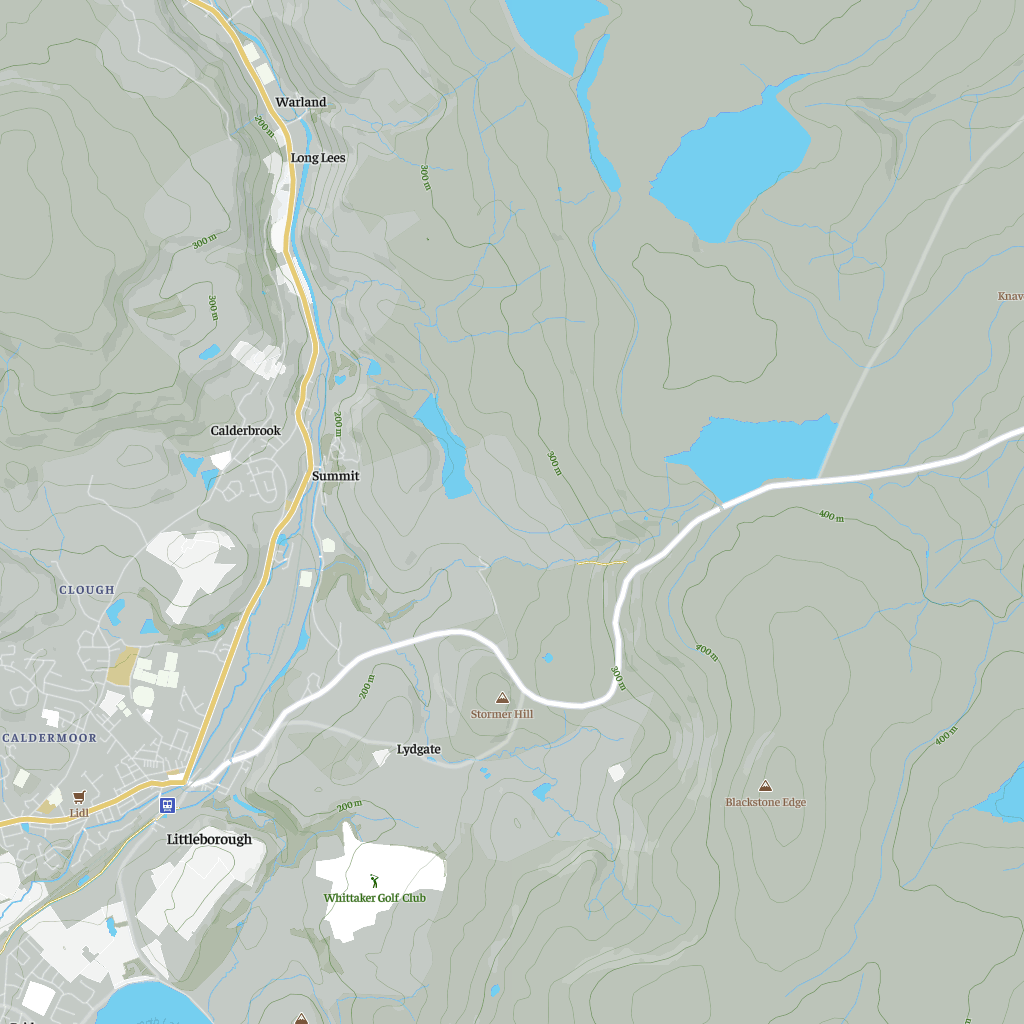 Warland
200 m
Long Lees
300 m
300 m
Knav
300 m
200 m
Calderbrook
300 m
Summit
400 m
CLOUGH
400 m
300 m
200 m
Stormer Hill
CALDERMOOR
400 m
Lydgate
Blackstone Edge
200 m
Lidl
Littleborough
Whittaker Golf Club